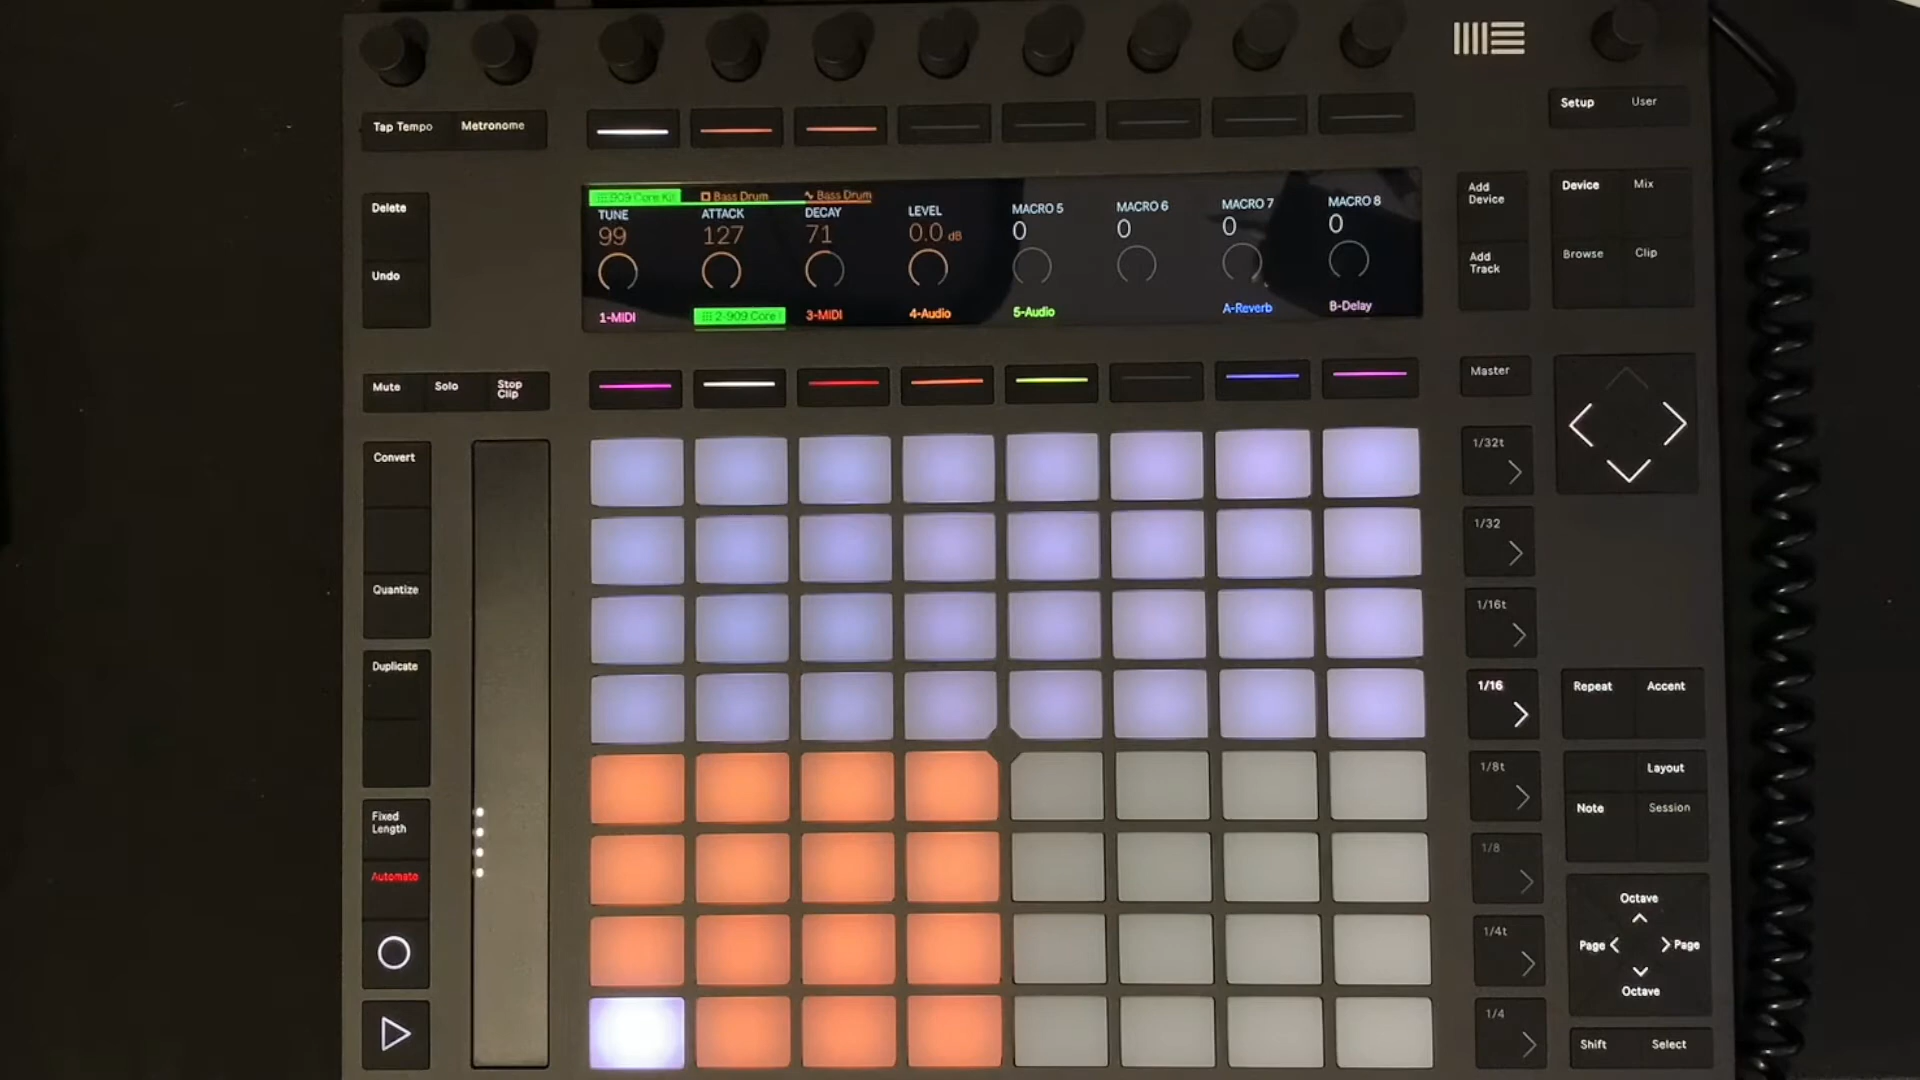 Tap Tempo Metronome
Setup User
909 Core Kit Bass Drum Bass Drum
TUNE ATTACK DECAY LEVEL MACRO 5 MACRO 6 MACRO 7 MACRO 8
99 127 71 0.0 dB 0 0 0 0
1-MIDI 2-909 Core 3-MIDI 4-Audio 5-Audio A-Reverb B-Delay
Delete
Undo
Add
Device
Add
Track
Device Mix
Browse Clip
Mute Solo Stop
Clip
Master
Convert
Quantize
Duplicate
Fixed
Length
Automate
1/32t
1/32
1/16t
1/16
1/8t
1/8
1/4t
1/4
Repeat Accent
Layout
Note Session
Octave
Page Page
Octave
Shift Select